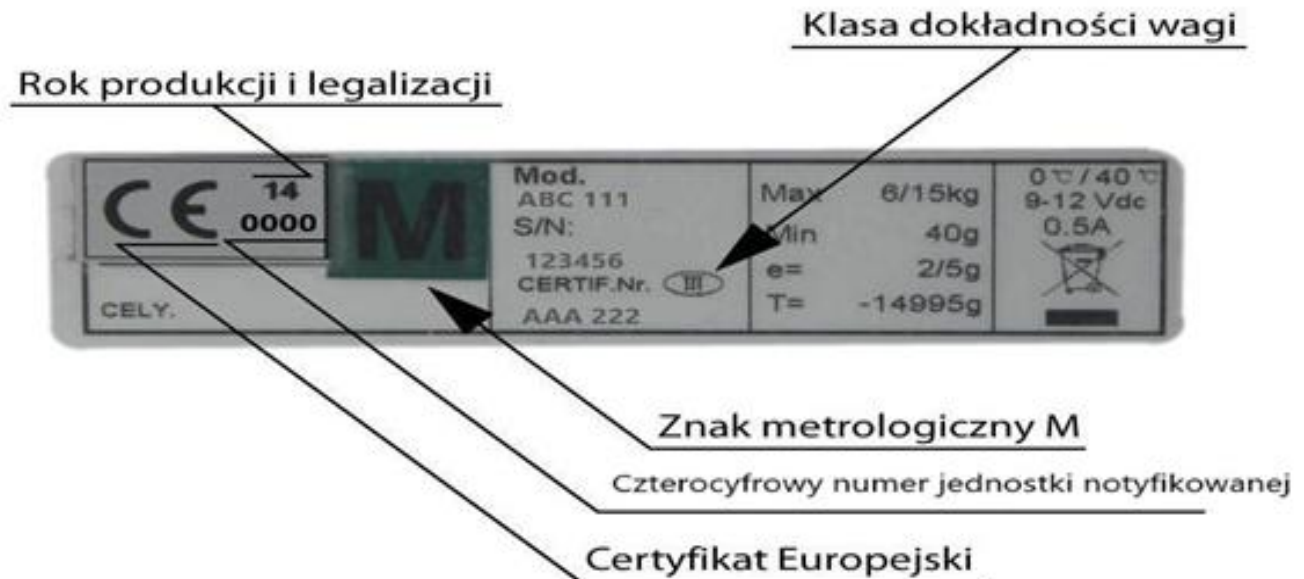 Klasa dokładności wagi
Rok produkcji i legalizacji
CE 14
0000
M
CELY.
Mod.
ABC 111
S/N:
123456
CERTIF.Nr. III
AAA 222
Max 6/15kg
Min 40g
e= 2/5g
T= -14995g
0℃/40℃
9-12 Vdc
0.5A
Znak metrologiczny M
Czterocyfrowy numer jednostki notyfikowanej
Certyfikat Europejski